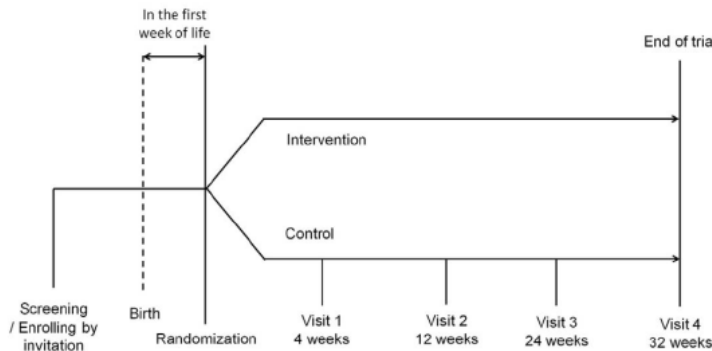 In the first
week of life
End of tria
Intervention
Control
Screening
/ Enrolling by
invitation
Birth
Randomization
Visit 1
4 weeks
Visit 2
12 weeks
Visit 3
24 weeks
Visit 4
32 weeks